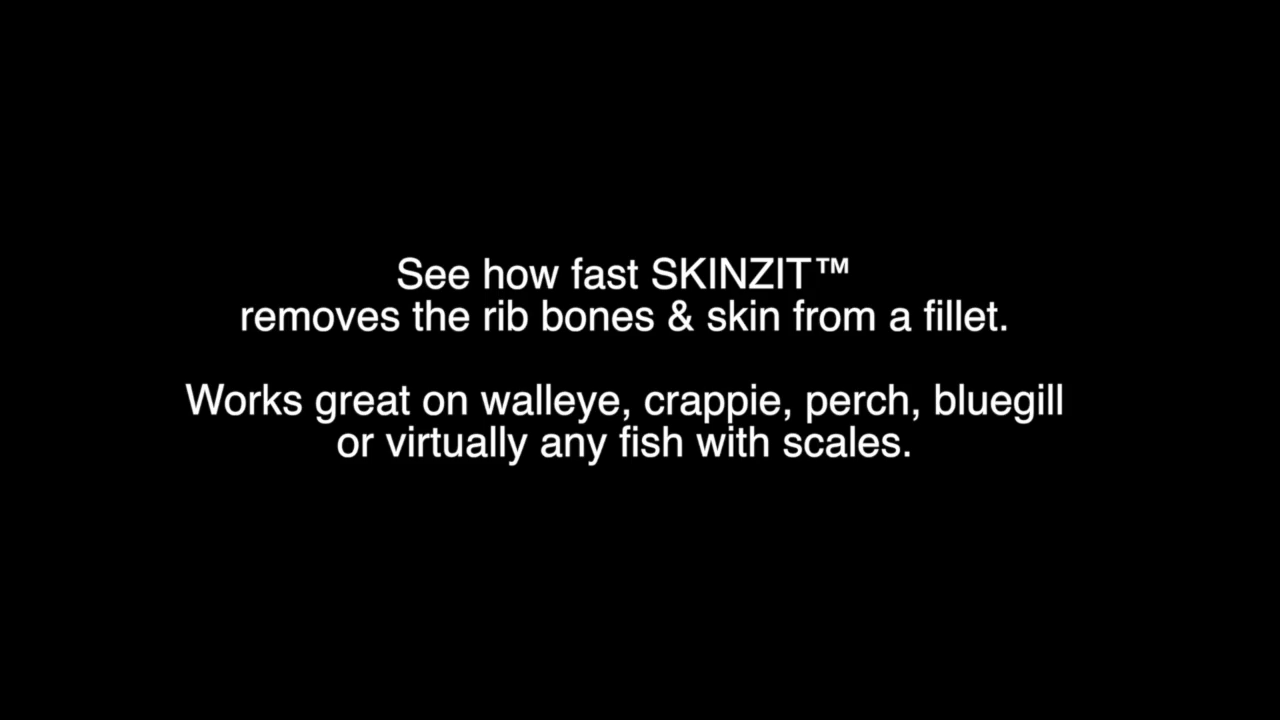 See how fast SKINZIT™
removes the rib bones & skin from a fillet.
Works great on walleye, crappie, perch, bluegill
or virtually any fish with scales.